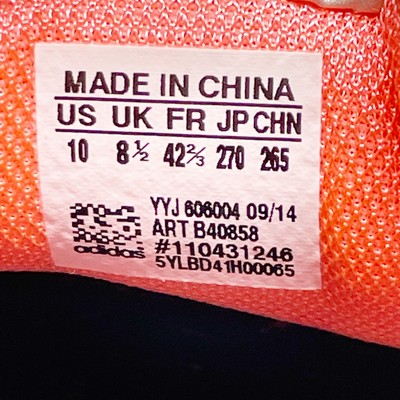 MADE IN CHINA
US UK FR JP CHN
10 8½ 42⅔ 270 265
YYJ 606004 09/14
ART B40858
#110431246
adidas 5YLBD41H00065